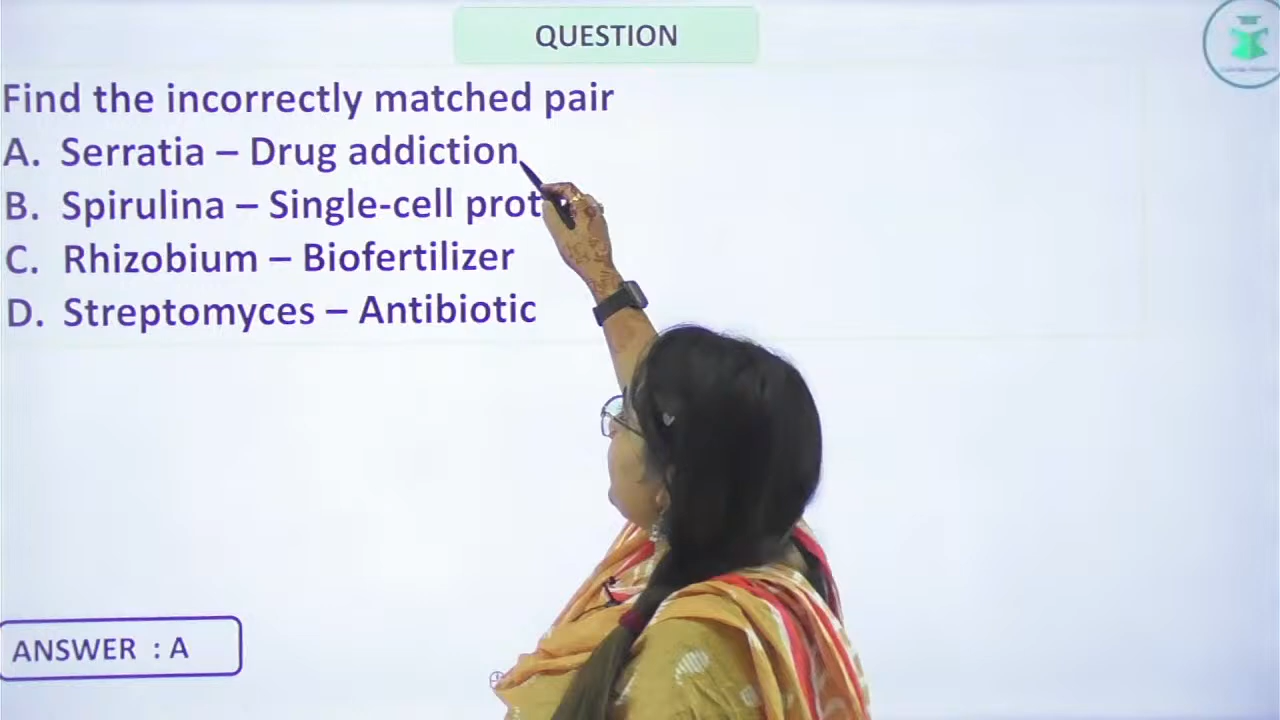 QUESTION
Find the incorrectly matched pair
A. Serratia – Drug addiction
B. Spirulina – Single-cell prot
C. Rhizobium – Biofertilizer
D. Streptomyces – Antibiotic
ANSWER : A